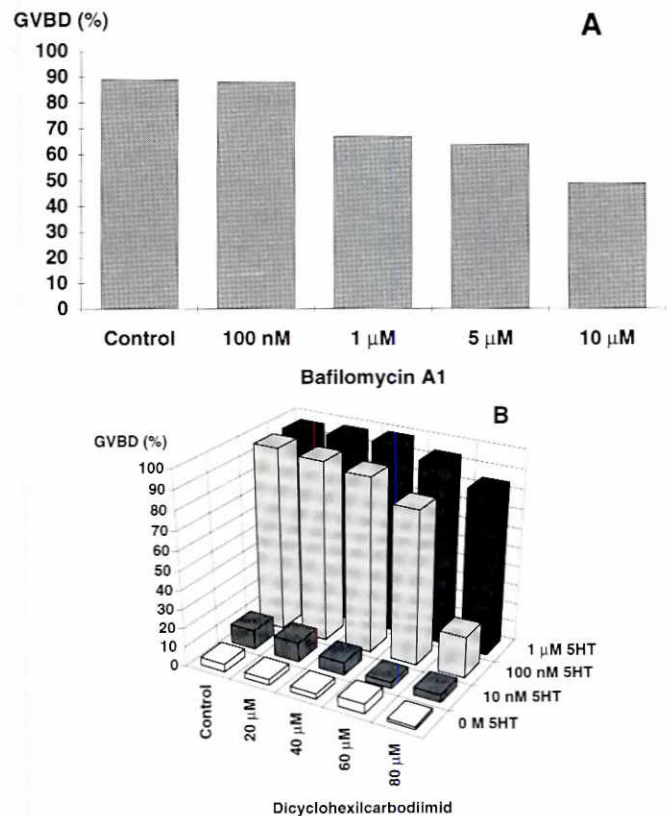 GVBD (%)
A
100
90
80
70
60
50
40
30
20
10
0
Control 100 nM 1 µM 5 µM 10 µM
Bafilomycin A1
B
GVBD (%)
100
90
80
70
60
50
40
30
20
10
0
1 µM 5HT
100 nM 5HT
10 nM 5HT
0 M 5HT
Control 20 µM 40 µM 60 µM 80 µM
Dicyclohexilcarbodiimid